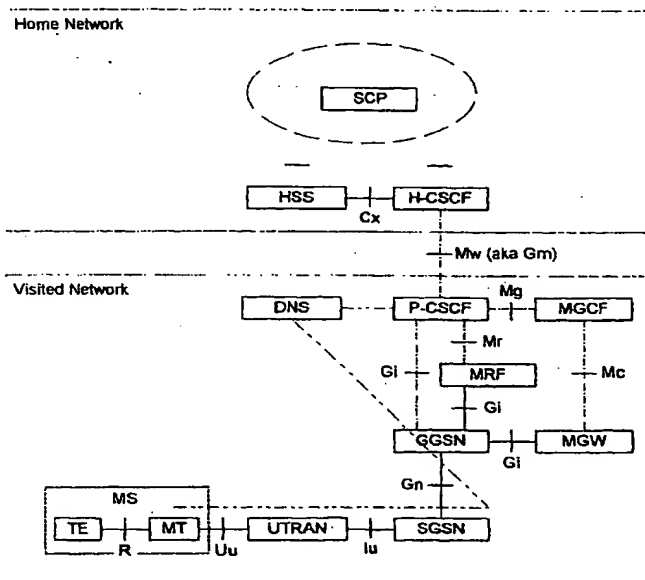 Home Network
SCP
HSS
H-CSCF
Cx
Mw (aka Gm)
Visited Network
Mg
DNS
P-CSCF
MGCF
Mr
Gi
MRF
Mc
Gi
GGSN
MGW
Gi
Gn
MS
TE
MT
UTRAN
SGSN
R
Uu
Iu